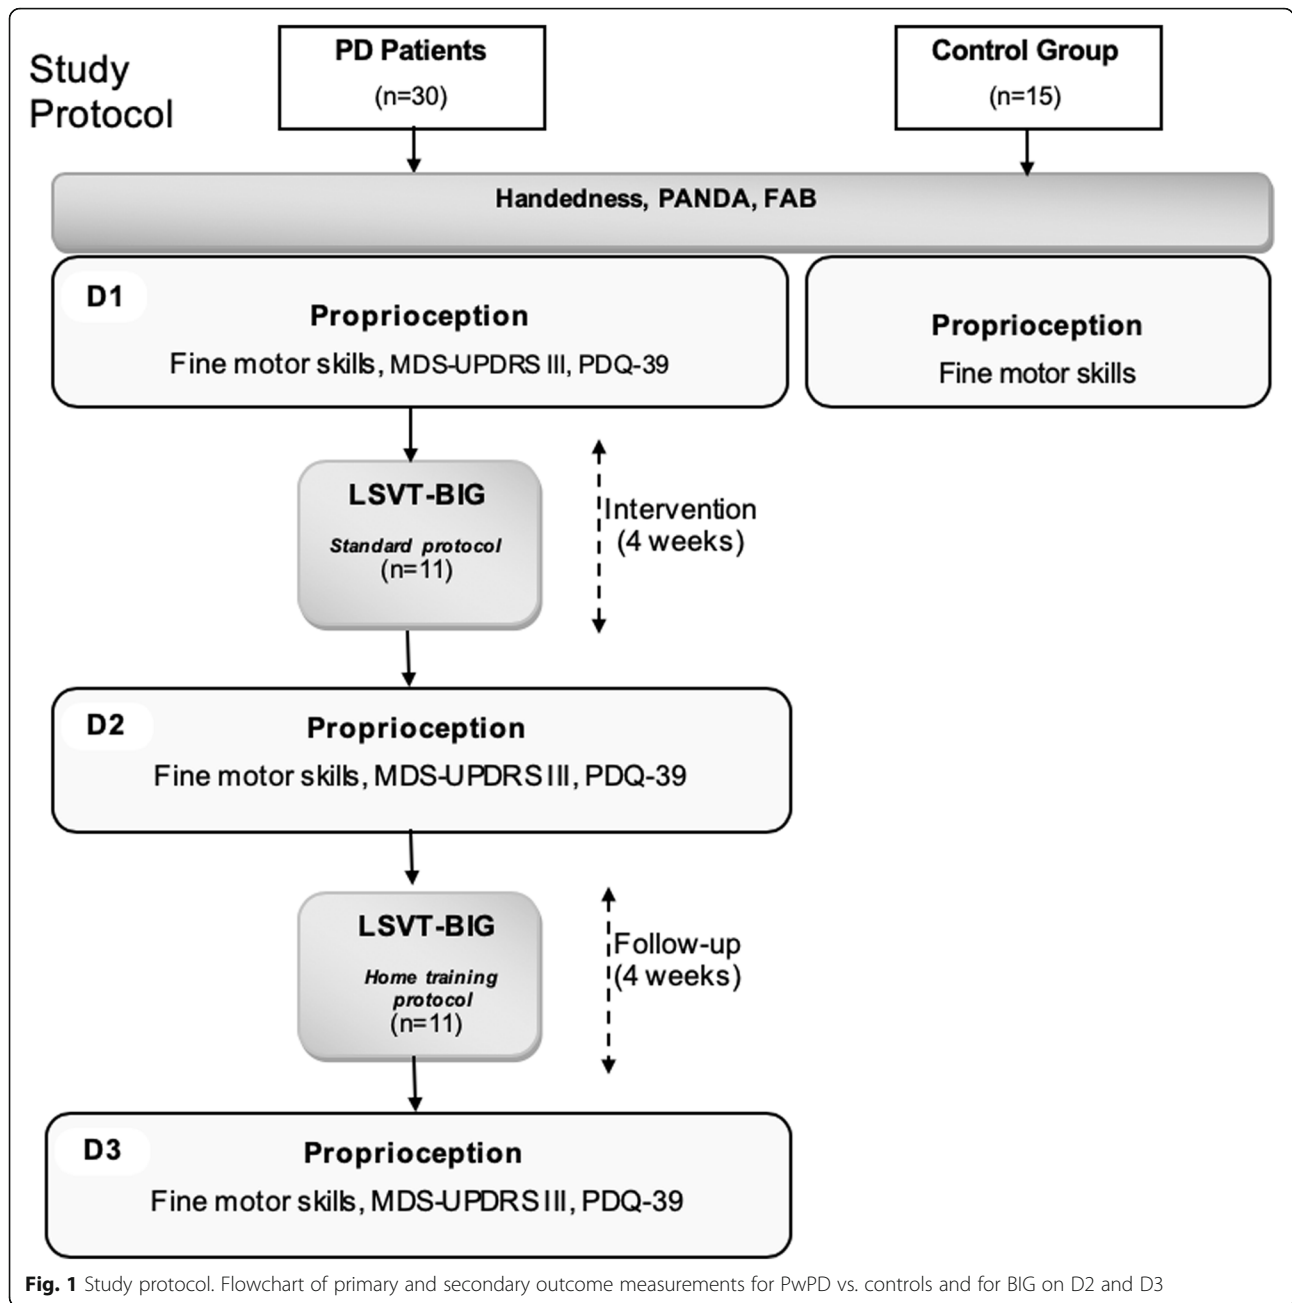 Study
Protocol
PD Patients
(n=30)
Control Group
(n=15)
Handedness, PANDA, FAB
D1
Proprioception
Fine motor skills, MDS-UPDRS III, PDQ-39
Proprioception
Fine motor skills
LSVT-BIG
Standard protocol
(n=11)
Intervention
(4 weeks)
D2
Proprioception
Fine motor skills, MDS-UPDRS III, PDQ-39
LSVT-BIG
Home training
protocol
(n=11)
Follow-up
(4 weeks)
D3
Proprioception
Fine motor skills, MDS-UPDRS III, PDQ-39
Fig. 1 Study protocol. Flowchart of primary and secondary outcome measurements for PwPD vs. controls and for BIG on D2 and D3